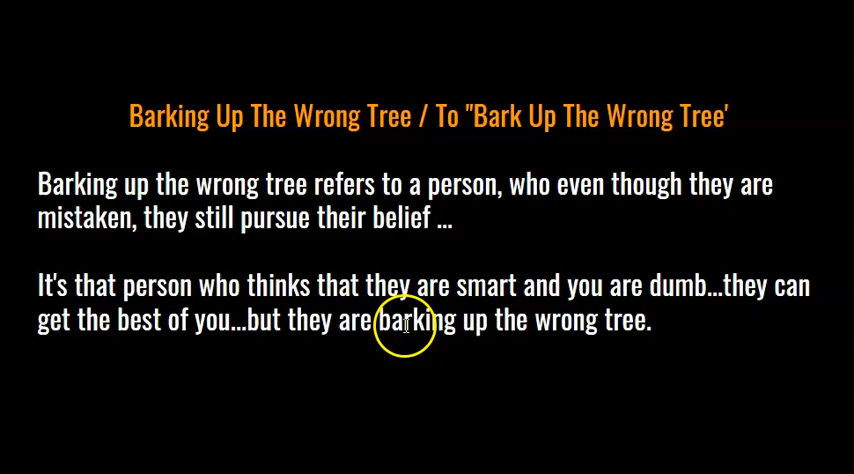 Barking Up The Wrong Tree / To "Bark Up The Wrong Tree'
Barking up the wrong tree refers to a person, who even though they are
mistaken, they still pursue their belief ...
It's that person who thinks that they are smart and you are dumb...they can
get the best of you...but they are barking up the wrong tree.